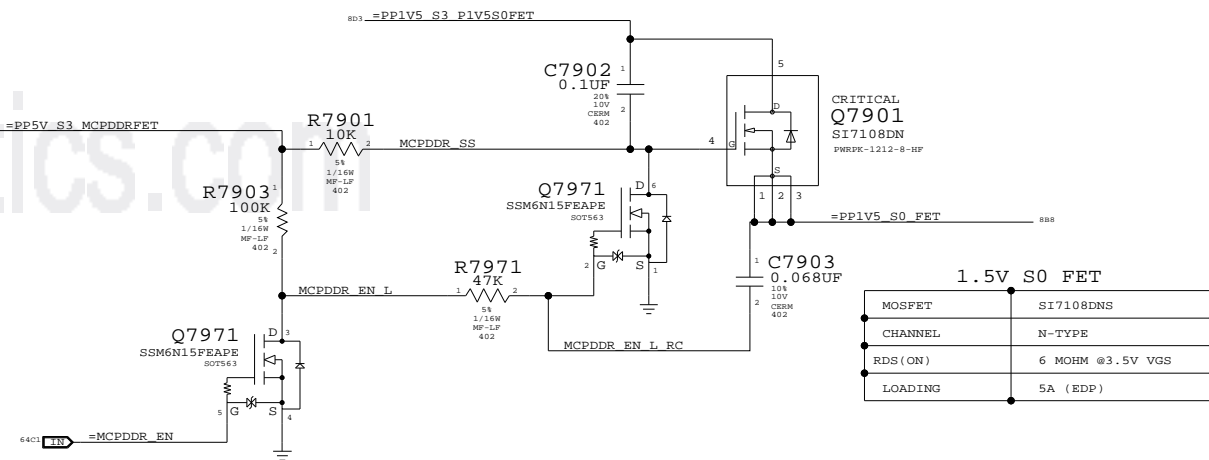 8D3 =PP1V5_S3_P1V5S0FET
C7902
0.1UF
20%
10V
CERM
402
1
2
5
D
G
S
4
1 2 3
CRITICAL
Q7901
SI7108DN
PWRPK-1212-8-HF
ics.com
=PP5V_S3_MCPDDRFET
R7901
10K
1 2
5%
1/16W
MF-LF
402
MCPDDR_SS
R7903
100K
5%
1/16W
MF-LF
402
1
2
Q7971
SSM6N15FEAPE
SOT563
D 6
2 G S 1
=PP1V5_S0_FET 8B8
C7903
0.068UF
10%
10V
CERM
402
1
2
MCPDDR_EN_L
R7971
47K
1 2
5%
1/16W
MF-LF
402
MCPDDR_EN_L_RC
Q7971
SSM6N15FEAPE
SOT563
D 3
5 G S 4
64C1 IN =MCPDDR_EN
1.5V S0 FET
MOSFET SI7108DNS
CHANNEL N-TYPE
RDS(ON) 6 MOHM @3.5V VGS
LOADING 5A (EDP)